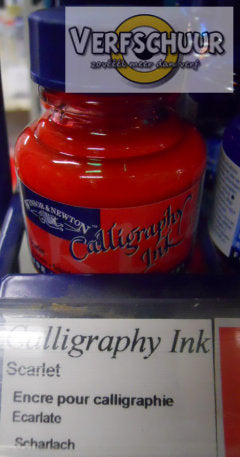 VERFSCHUUR
zoveel meer dan verf
WINSOR & NEWTON
Calligraphy
Ink
Calligraphy Ink
Scarlet
Encre pour calligraphie
Ecarlate
Scharlach